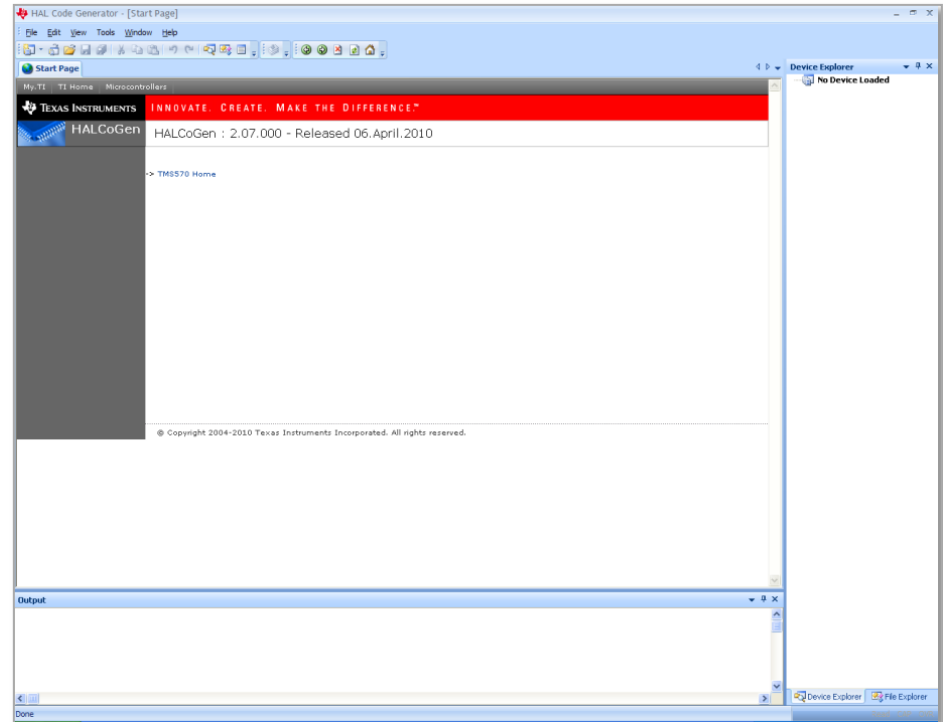 HAL Code Generator - [Start Page]
File Edit View Tools Window Help
Start Page
Device Explorer
No Device Loaded
My.TI TI Home Microcontrollers
TEXAS INSTRUMENTS INNOVATE. CREATE. MAKE THE DIFFERENCE.™
HALCoGen HALCoGen : 2.07.000 - Released 06.April.2010
-> TMS570 Home
© Copyright 2004-2010 Texas Instruments Incorporated. All rights reserved.
Output
Device Explorer File Explorer
Done